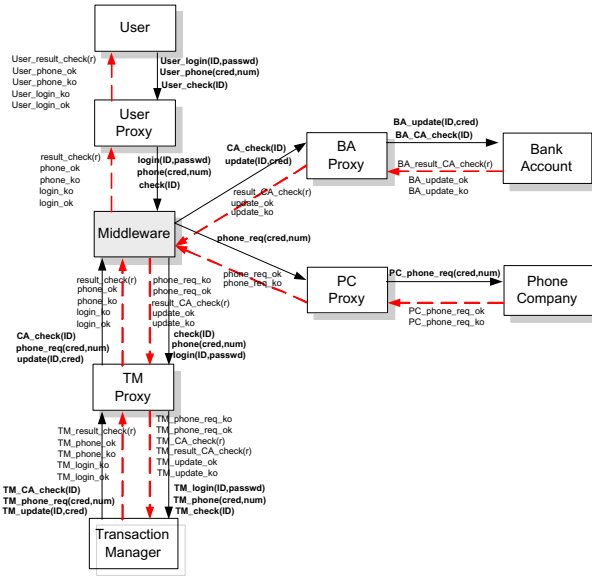 User
User_result_check(r)
User_phone_ok
User_phone_ko
User_login_ko
User_login_ok
User_login(ID,passwd)
User_phone(cred,num)
User_check(ID)
User
Proxy
result_check(r)
phone_ok
phone_ko
login_ko
login_ok
login(ID,passwd)
phone(cred,num)
check(ID)
CA_check(ID)
update(ID,cred)
BA
Proxy
BA_update(ID,cred)
BA_CA_check(ID)
BA_result_CA_check(r)
BA_update_ok
BA_update_ko
Bank
Account
result_CA_check(r)
update_ok
update_ko
Middleware
phone_req(cred,num)
phone_req_ok
phone_req_ko
PC
Proxy
PC_phone_req(cred,num)
PC_phone_req_ok
PC_phone_req_ko
Phone
Company
result_check(r)
phone_ok
phone_ko
login_ko
login_ok
CA_check(ID)
phone_req(cred,num)
update(ID,cred)
phone_req_ko
phone_req_ok
result_CA_check(r)
update_ok
update_ko
check(ID)
phone(cred,num)
login(ID,passwd)
TM
Proxy
TM_result_check(r)
TM_phone_ok
TM_phone_ko
TM_login_ko
TM_login_ok
TM_CA_check(ID)
TM_phone_req(cred,num)
TM_update(ID,cred)
TM_phone_req_ko
TM_phone_req_ok
TM_CA_check(r)
TM_result_CA_check(r)
TM_update_ok
TM_update_ko
TM_login(ID,passwd)
TM_phone(cred,num)
TM_check(ID)
Transaction
Manager